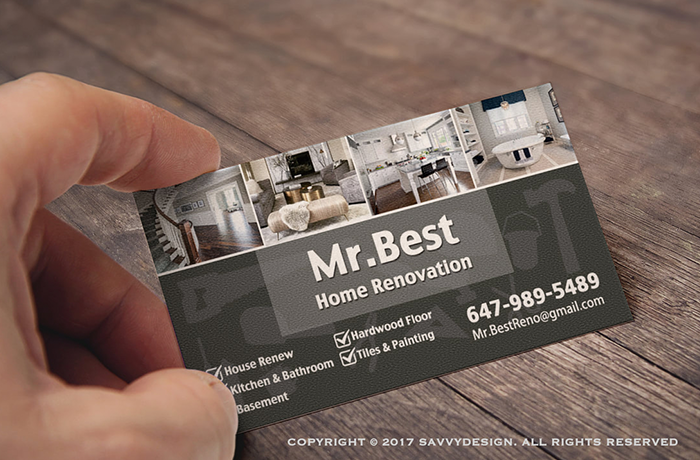 Mr.Best
Home Renovation
House Renew
Kitchen & Bathroom
Basement
Hardwood Floor
Tiles & Painting
647-989-5489
Mr.BestReno@gmail.com
COPYRIGHT © 2017 SAVVYDESIGN. ALL RIGHTS RESERVED